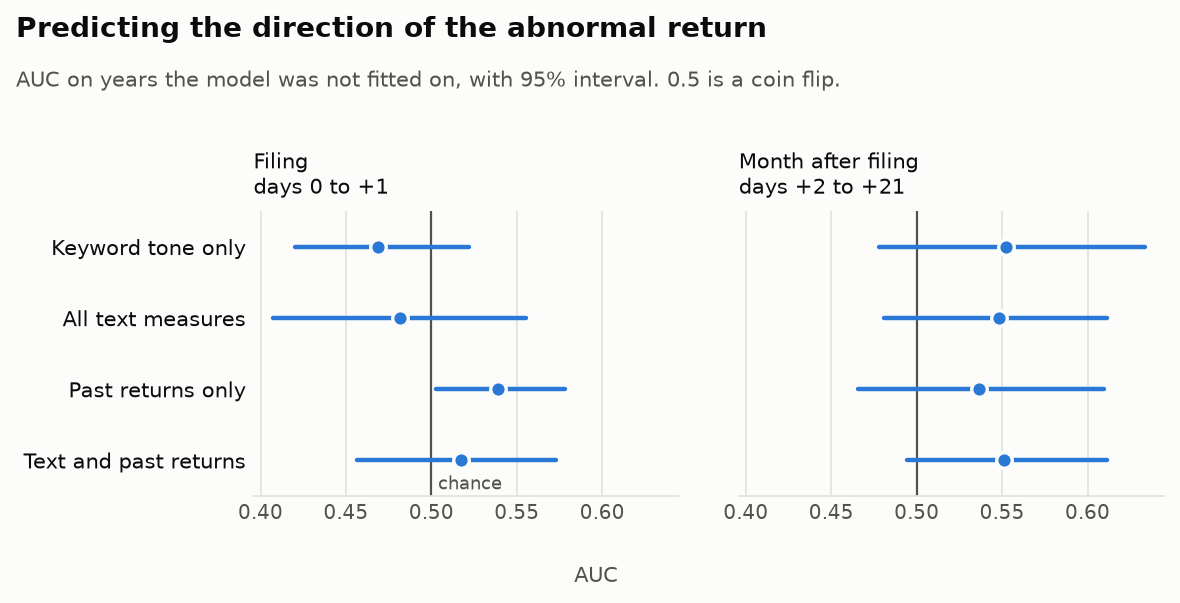 Predicting the direction of the abnormal return
AUC on years the model was not fitted on, with 95% interval. 0.5 is a coin flip.
Filing
days 0 to +1
Month after filing
days +2 to +21
Keyword tone only
All text measures
Past returns only
Text and past returns
chance
0.40 0.45 0.50 0.55 0.60
0.40 0.45 0.50 0.55 0.60
AUC